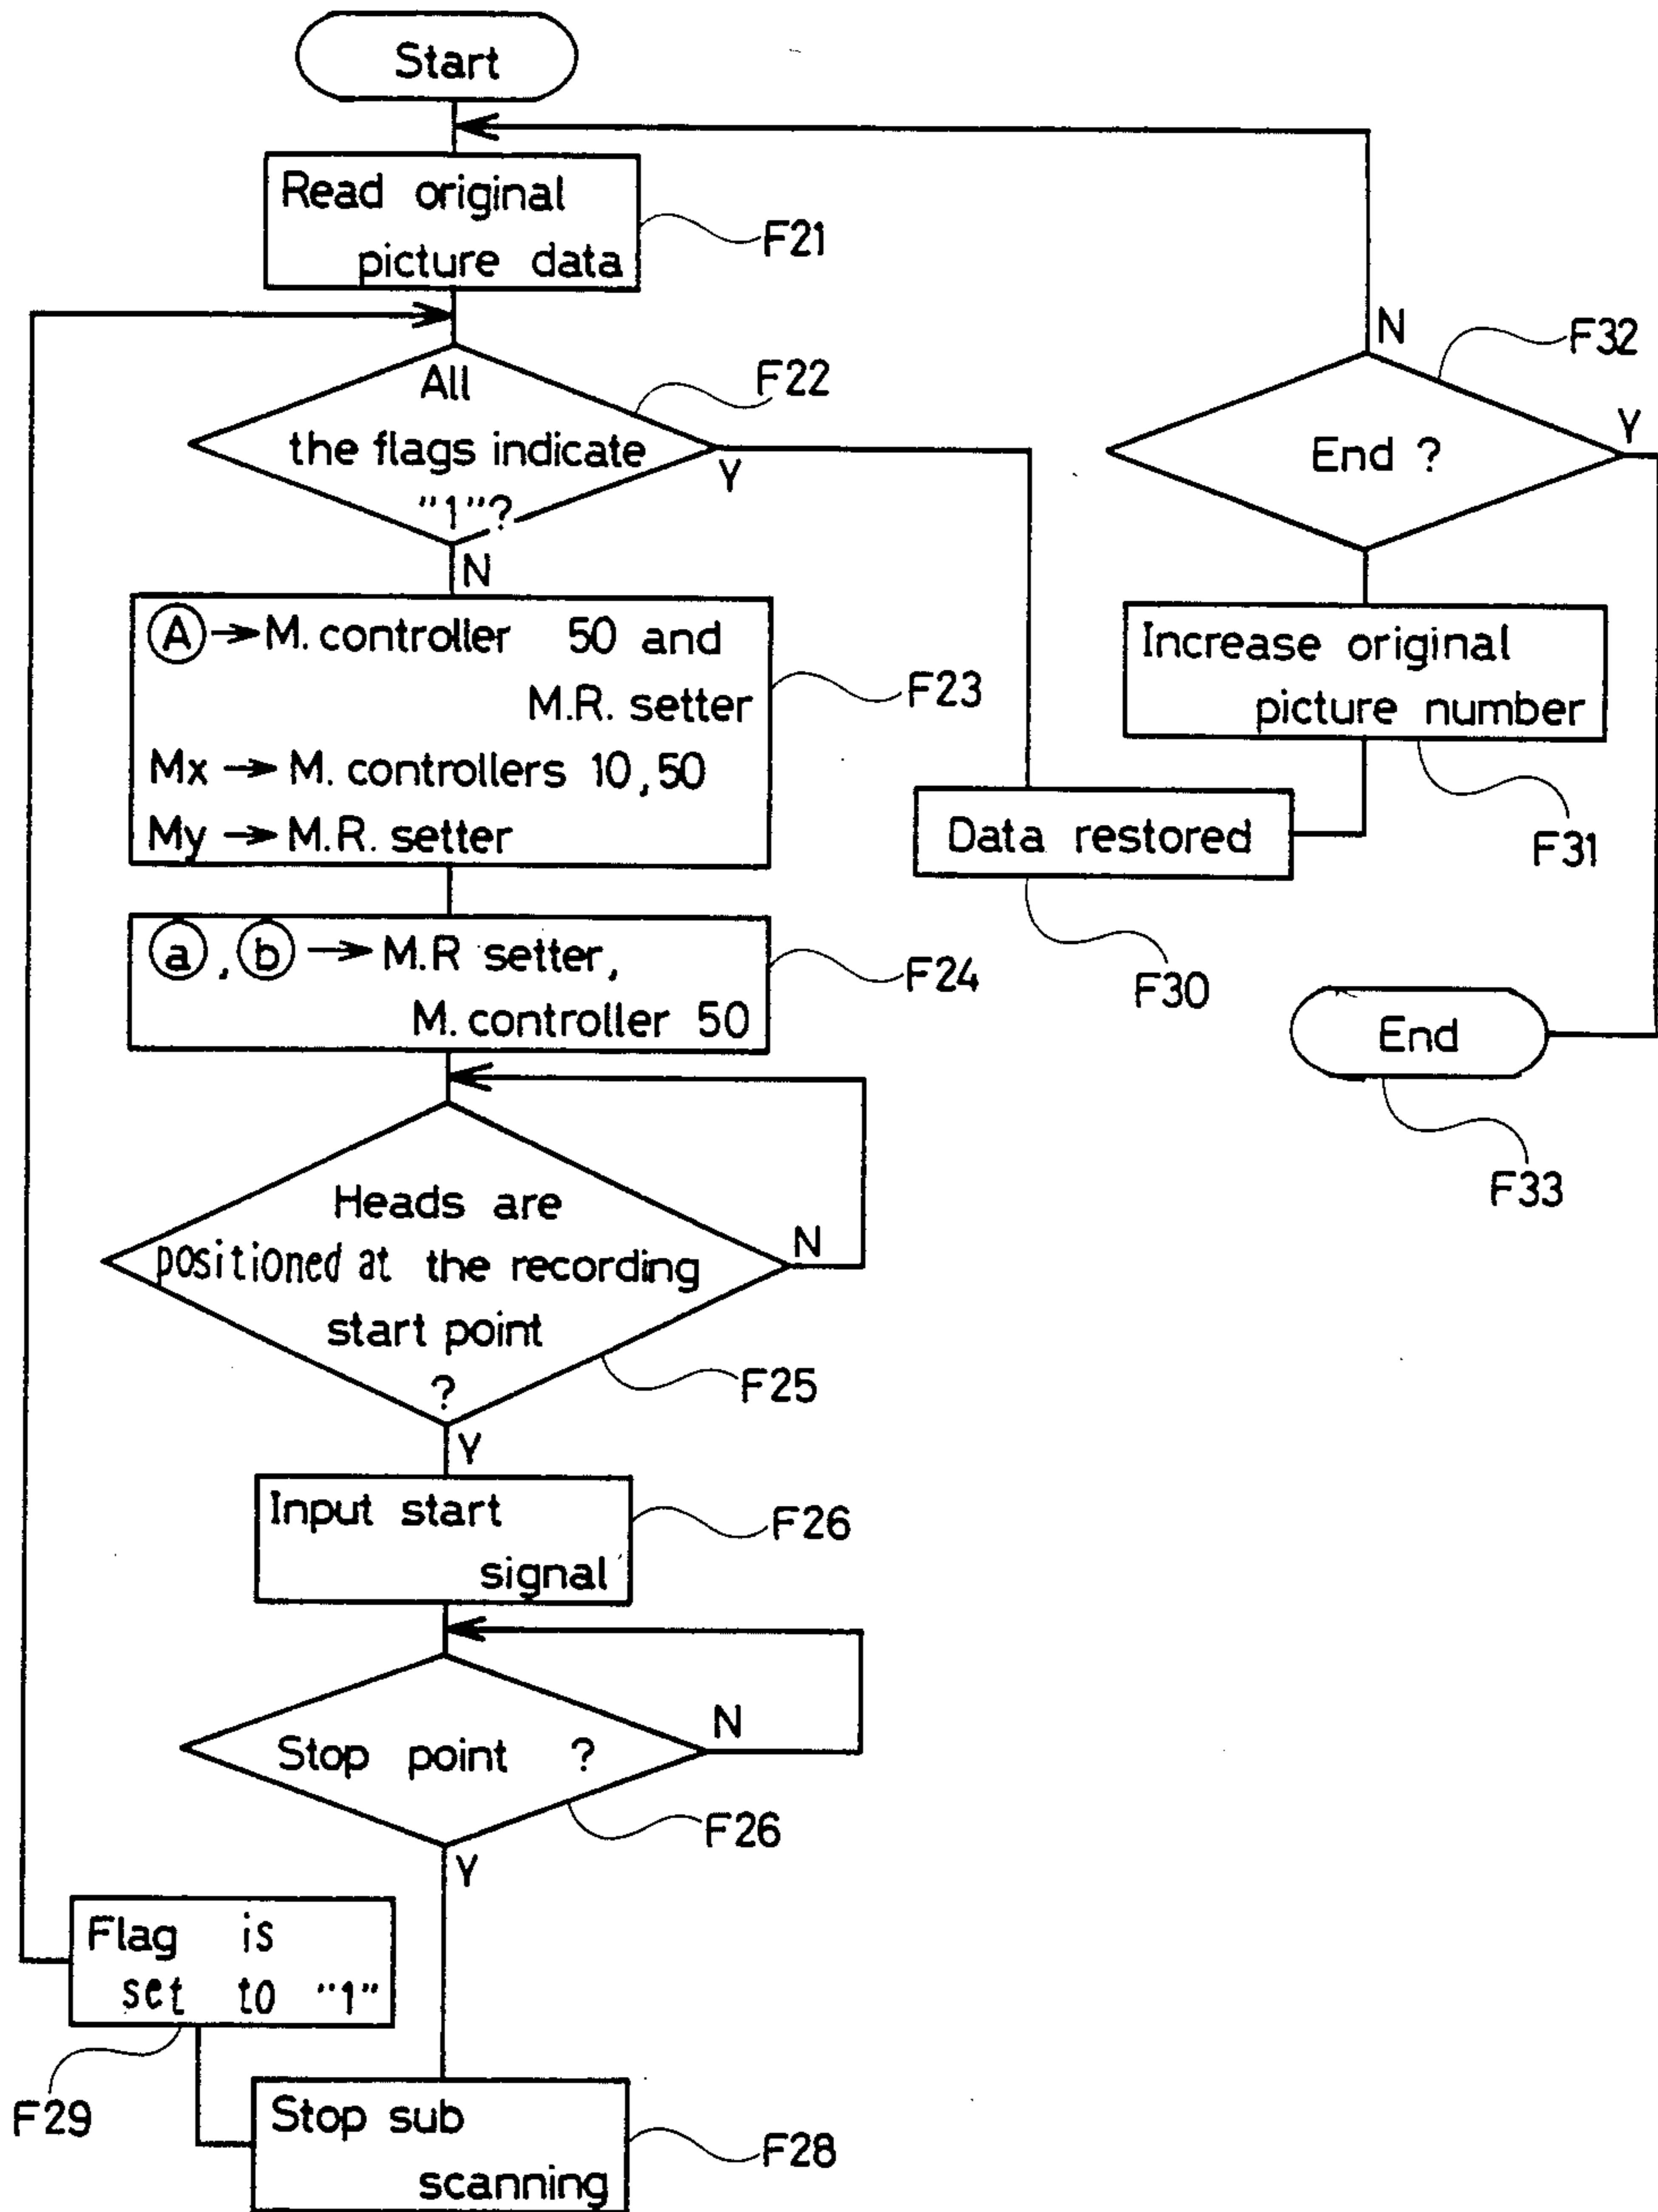 Start
Read original
picture data
F21
All
the flags indicate
"1"?
F22
Y
N
Ⓐ→M. controller 50 and
M.R. setter
Mx → M. controllers 10,50
My → M.R. setter
F23
ⓐ, ⓑ → M.R setter,
M. controller 50
F24
Heads are
positioned at the recording
start point
?
N
F25
Y
Input start
signal
F26
Stop point ?
N
F26
Y
Flag is
set to "1"
F29
Stop sub
scanning
F28
N
F32
End ?
Y
Increase original
picture number
F31
Data restored
F30
End
F33